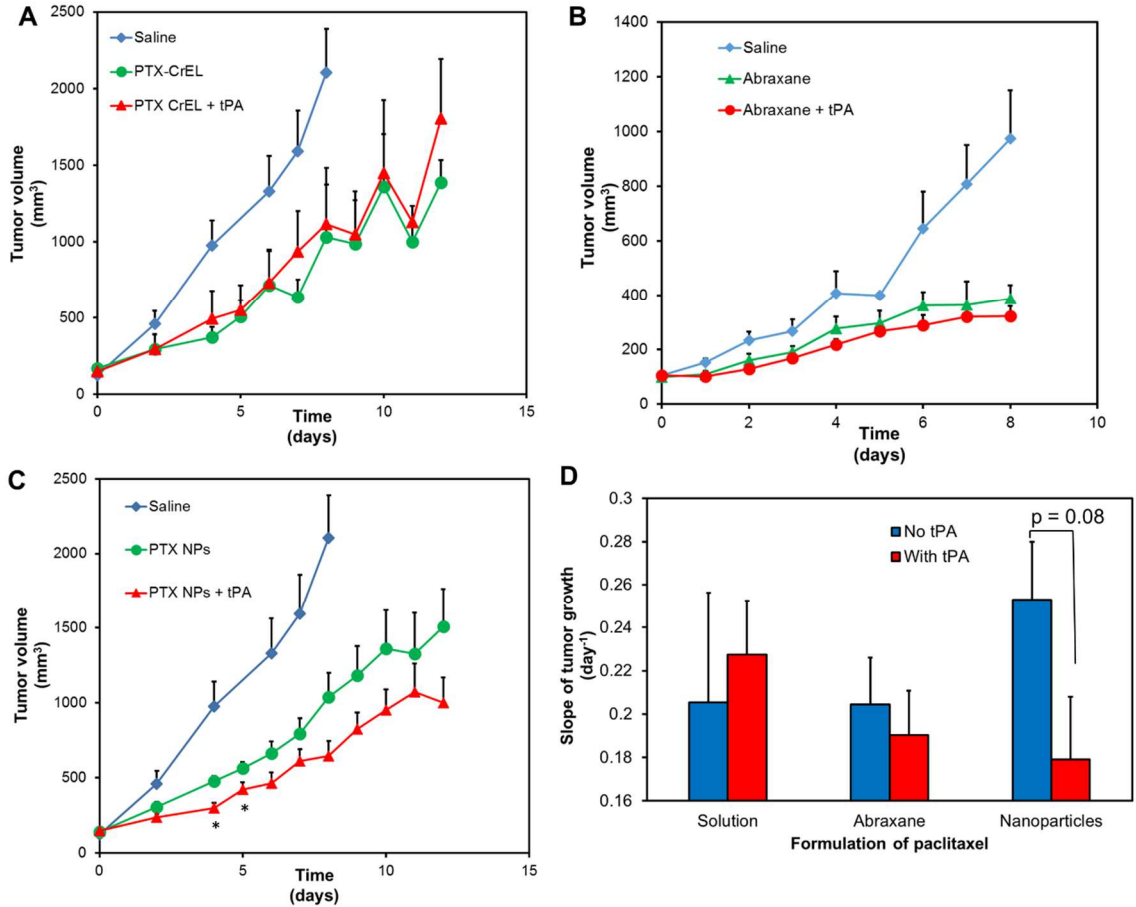 A
2500
2000
1500
1000
500
0
Tumor volume
(mm³)
Saline
PTX-CrEL
PTX CrEL + tPA
0
5
10
15
Time
(days)
B
1400
1200
1000
800
600
400
200
0
Tumor volume
(mm³)
Saline
Abraxane
Abraxane + tPA
0
2
4
6
8
10
Time
(days)
C
2500
2000
1500
1000
500
0
Tumor volume
(mm³)
Saline
PTX NPs
PTX NPs + tPA
*
*
0
5
10
15
Time
(days)
D
0.3
0.28
0.26
0.24
0.22
0.2
0.18
0.16
Slope of tumor growth
(day⁻¹)
No tPA
With tPA
p = 0.08
Solution
Abraxane
Nanoparticles
Formulation of paclitaxel